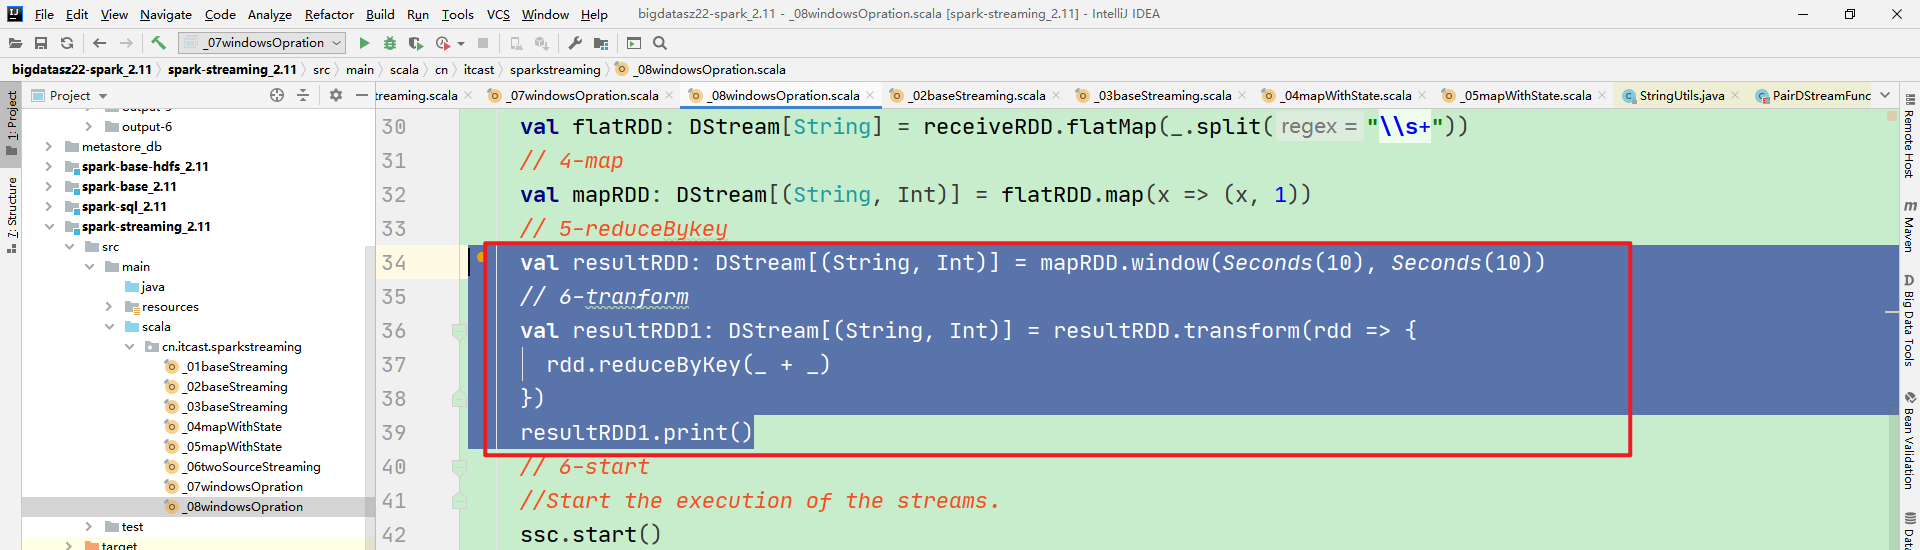 File Edit View Navigate Code Analyze Refactor Build Run Tools VCS Window Help bigdatasz22-spark_2.11 - _08windowsOpration.scala [spark-streaming_2.11] - IntelliJ IDEA
_07windowsOpration
bigdatasz22-spark_2.11 spark-streaming_2.11 src main scala cn itcast sparkstreaming _08windowsOpration.scala
Project
treaming.scala _07windowsOpration.scala _08windowsOpration.scala _02baseStreaming.scala _03baseStreaming.scala _04mapWithState.scala _05mapWithState.scala StringUtils.java PairDStreamFunc
1: Project
7: Structure
output-6
metastore_db
spark-base-hdfs_2.11
spark-base_2.11
spark-sql_2.11
spark-streaming_2.11
src
main
java
resources
scala
cn.itcast.sparkstreaming
_01baseStreaming
_02baseStreaming
_03baseStreaming
_04mapWithState
_05mapWithState
_06twoSourceStreaming
_07windowsOpration
_08windowsOpration
test
target
30 val flatRDD: DStream[String] = receiveRDD.flatMap(_.split( regex = "\\s+"))
31 // 4-map
32 val mapRDD: DStream[(String, Int)] = flatRDD.map(x => (x, 1))
33 // 5-reduceBykey
34 val resultRDD: DStream[(String, Int)] = mapRDD.window(Seconds(10), Seconds(10))
35 // 6-tranform
36 val resultRDD1: DStream[(String, Int)] = resultRDD.transform(rdd => {
37 rdd.reduceByKey(_ + _)
38 })
39 resultRDD1.print()
40 // 6-start
41 //Start the execution of the streams.
42 ssc.start()
Remote Host
m Maven
D Big Data Tools
Bean Validation